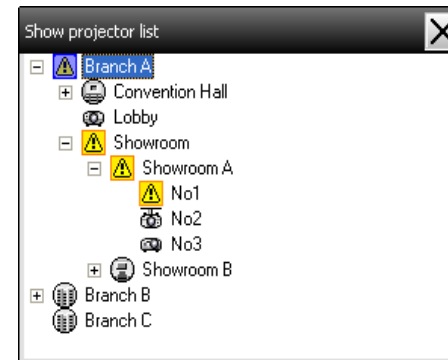 Show projector list
Branch A
Convention Hall
Lobby
Showroom
Showroom A
No1
No2
No3
Showroom B
Branch B
Branch C